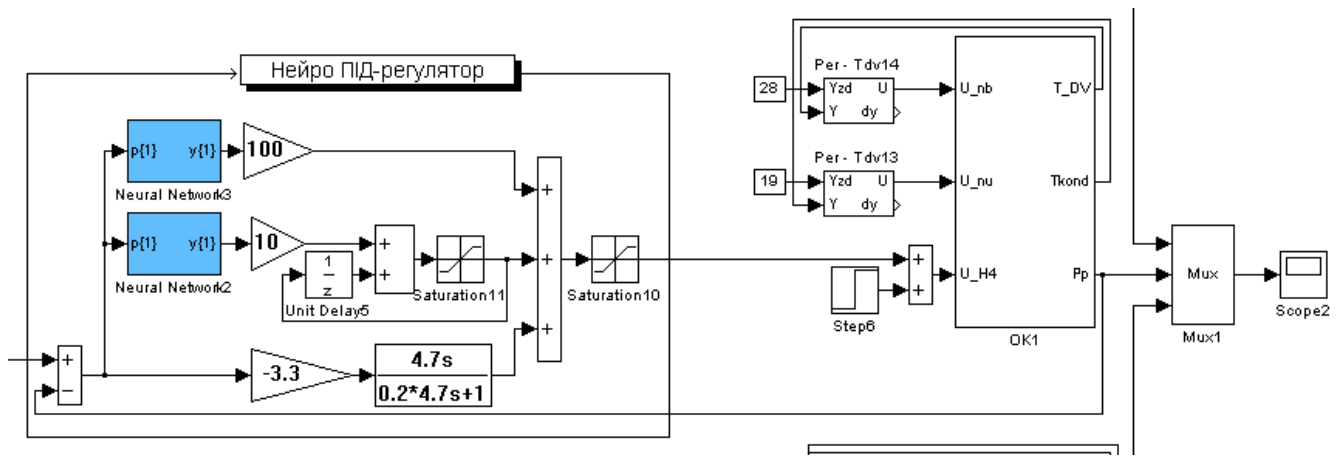 Нейро ПІД-регулятор
p{1} y{1}
100
Neural Network3
p{1} y{1}
10
Neural Network2
1
z
Unit Delay5
+
+
Saturation11
+
+
+
Saturation10
+
−
-3.3
4.7s
0.2*4.7s+1
Per - Tdv14
28
Yzd U
Y dy
Per - Tdv13
19
Yzd U
Y dy
+
+
Step6
U_nb T_DV
U_nu Tkond
U_H4 Pp
OK1
Mux
Mux1
Scope2